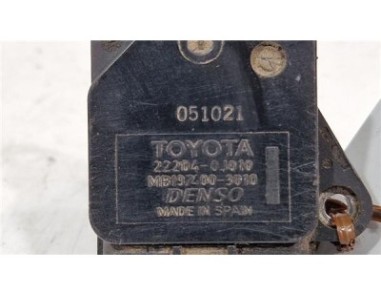 051021
TOYOTA
22204-0J010
MB197400-3010
DENSO
MADE IN SPAIN